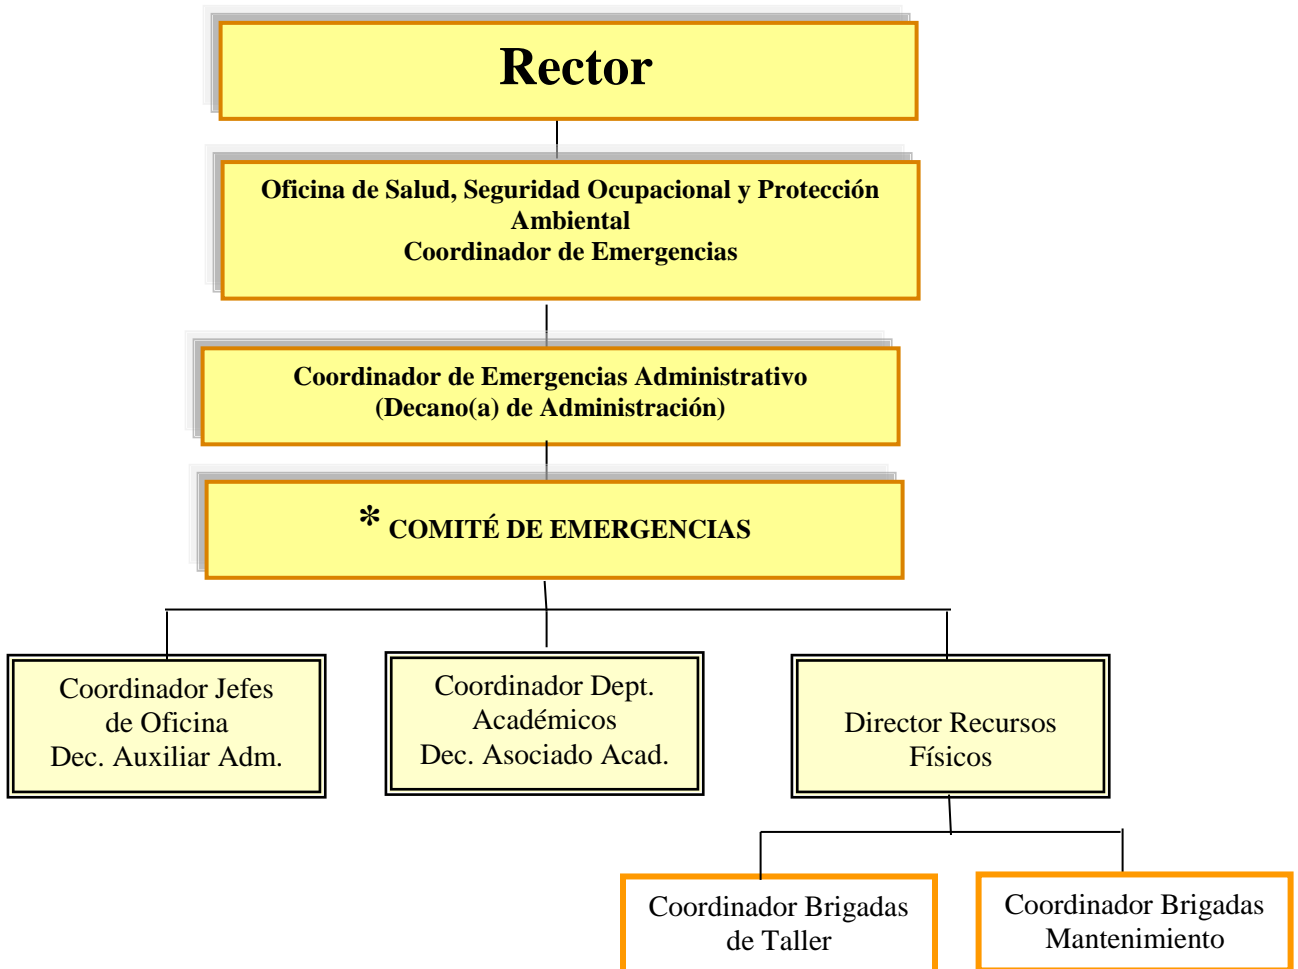 Rector
Oficina de Salud, Seguridad Ocupacional y Protección
Ambiental
Coordinador de Emergencias
Coordinador de Emergencias Administrativo
(Decano(a) de Administración)
* COMITÉ DE EMERGENCIAS
Coordinador Jefes
de Oficina
Dec. Auxiliar Adm.
Coordinador Dept.
Académicos
Dec. Asociado Acad.
Director Recursos
Físicos
Coordinador Brigadas
de Taller
Coordinador Brigadas
Mantenimiento